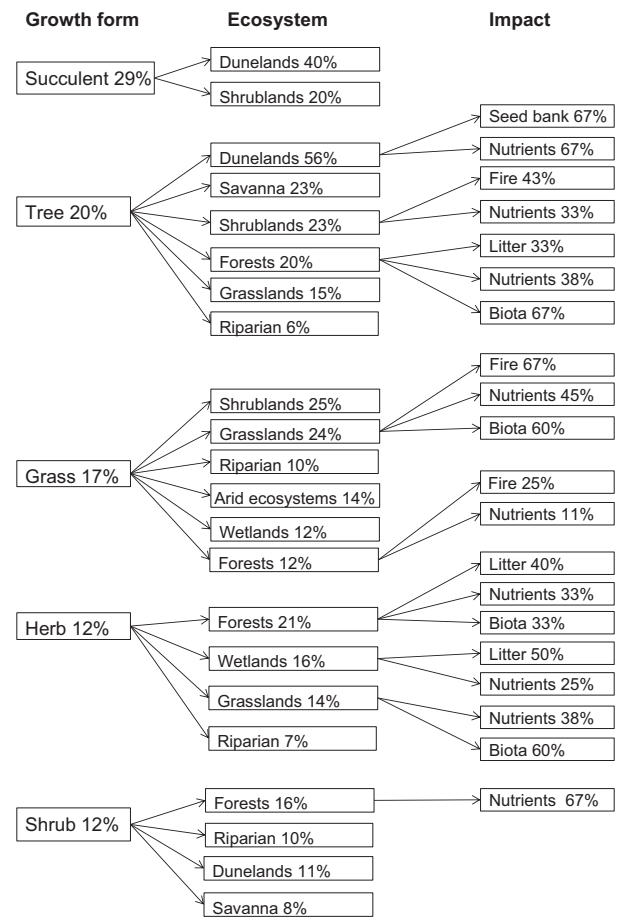 Growth form Ecosystem Impact
Succulent 29%
Dunelands 40%
Shrublands 20%
Tree 20%
Dunelands 56%
Seed bank 67%
Nutrients 67%
Savanna 23%
Shrublands 23%
Fire 43%
Nutrients 33%
Forests 20%
Litter 33%
Nutrients 38%
Biota 67%
Grasslands 15%
Riparian 6%
Grass 17%
Shrublands 25%
Grasslands 24%
Fire 67%
Nutrients 45%
Biota 60%
Riparian 10%
Arid ecosystems 14%
Wetlands 12%
Forests 12%
Fire 25%
Nutrients 11%
Herb 12%
Forests 21%
Litter 40%
Nutrients 33%
Biota 33%
Wetlands 16%
Litter 50%
Nutrients 25%
Grasslands 14%
Nutrients 38%
Biota 60%
Riparian 7%
Shrub 12%
Forests 16%
Nutrients 67%
Riparian 10%
Dunelands 11%
Savanna 8%